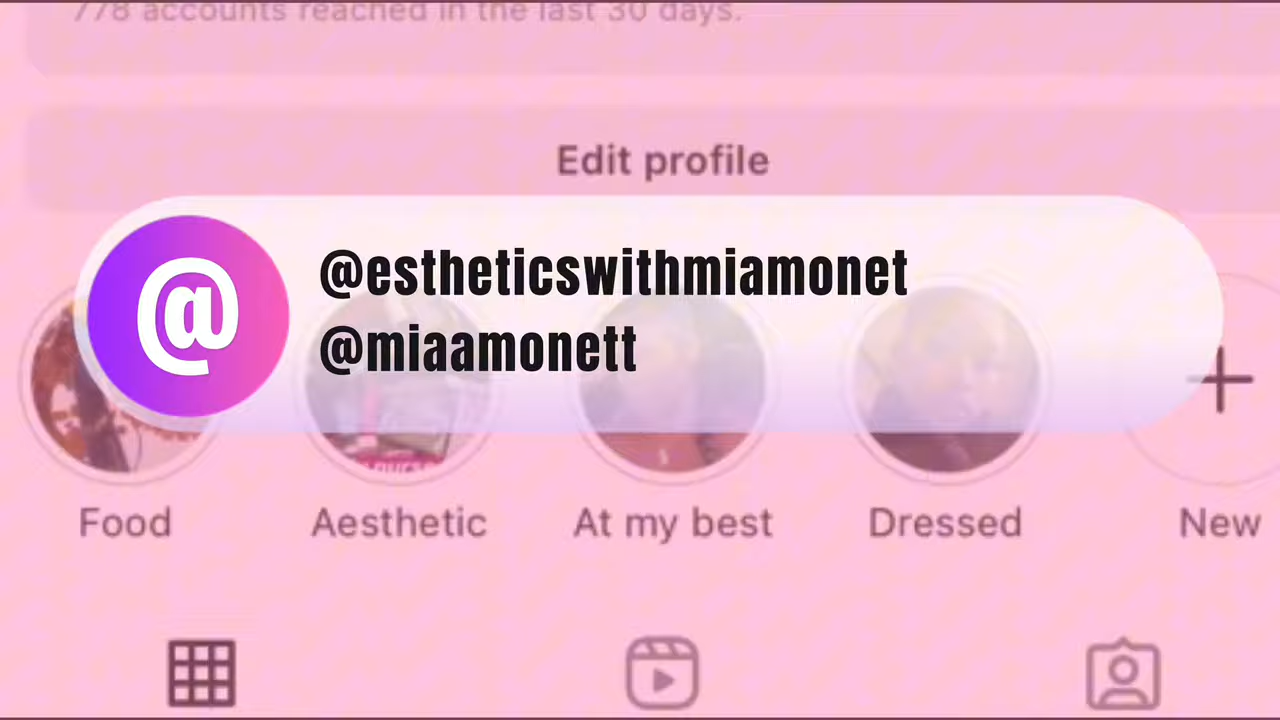 778 accounts reached in the last 30 days.
Edit profile
@
@estheticswithmiamonet
@miaamonett
Food
Aesthetic
At my best
Dressed
New